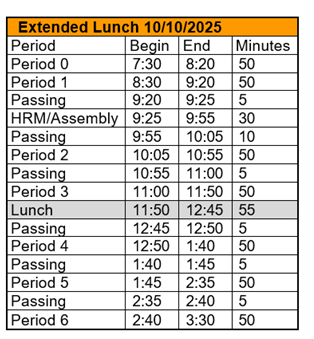 Extended Lunch 10/10/2025
Period Begin End Minutes
Period 0 7:30 8:20 50
Period 1 8:30 9:20 50
Passing 9:20 9:25 5
HRM/Assembly 9:25 9:55 30
Passing 9:55 10:05 10
Period 2 10:05 10:55 50
Passing 10:55 11:00 5
Period 3 11:00 11:50 50
Lunch 11:50 12:45 55
Passing 12:45 12:50 5
Period 4 12:50 1:40 50
Passing 1:40 1:45 5
Period 5 1:45 2:35 50
Passing 2:35 2:40 5
Period 6 2:40 3:30 50